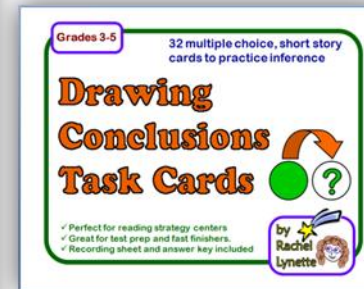 Grades 3-5
32 multiple choice, short story
cards to practice inference
Drawing
Conclusions
Task Cards
?
✓ Perfect for reading strategy centers
✓ Great for test prep and fast finishers.
✓ Recording sheet and answer key included
by
Rachel
Lynette